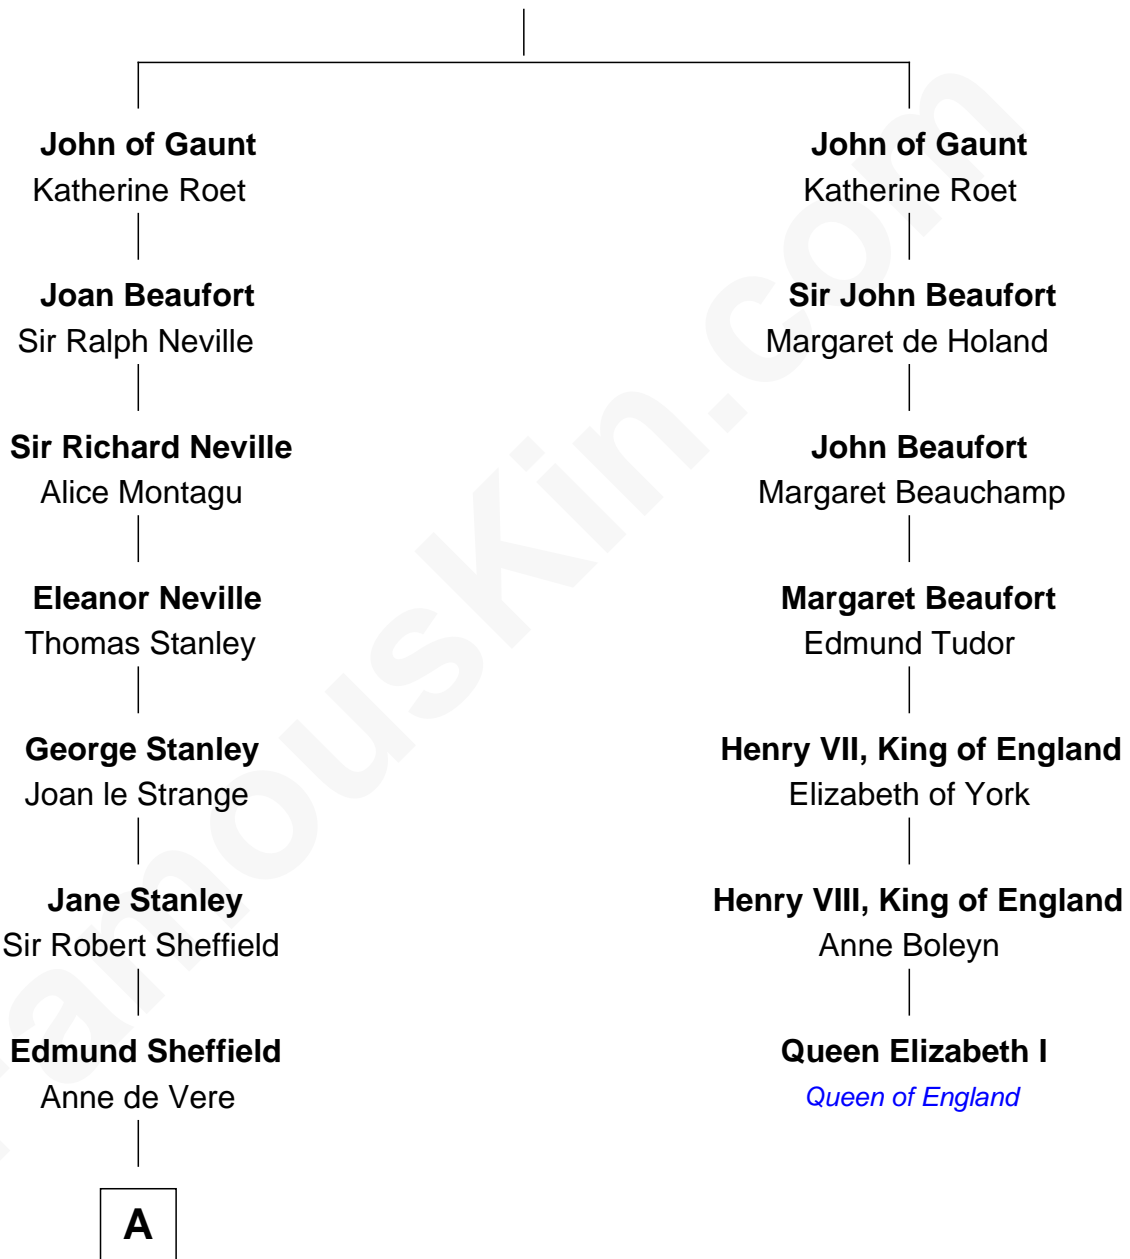 John of Gaunt
Katherine Roet
Joan Beaufort
Sir Ralph Neville
Sir Richard Neville
Alice Montagu
Eleanor Neville
Thomas Stanley
George Stanley
Joan le Strange
Jane Stanley
Sir Robert Sheffield
Edmund Sheffield
Anne de Vere
A
John of Gaunt
Katherine Roet
Sir John Beaufort
Margaret de Holand
John Beaufort
Margaret Beauchamp
Margaret Beaufort
Edmund Tudor
Henry VII, King of England
Elizabeth of York
Henry VIII, King of England
Anne Boleyn
Queen Elizabeth I
Queen of England
FamousKin.com